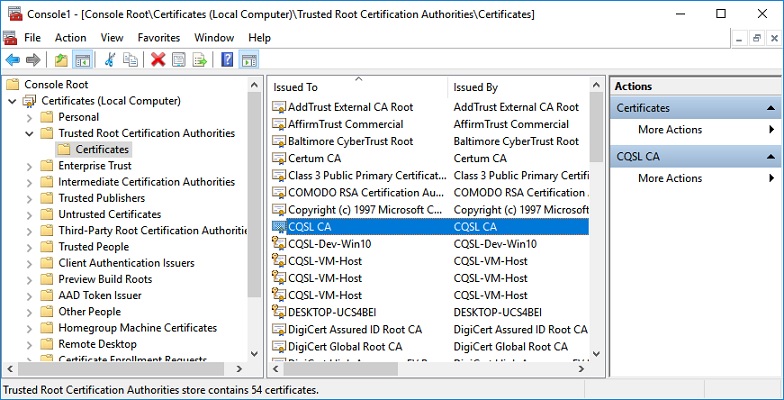 Console1 - [Console Root\Certificates (Local Computer)\Trusted Root Certification Authorities\Certificates]
File Action View Favorites Window Help
Console Root
Certificates (Local Computer)
Personal
Trusted Root Certification Authorities
Certificates
Enterprise Trust
Intermediate Certification Authorities
Trusted Publishers
Untrusted Certificates
Third-Party Root Certification Authorities
Trusted People
Client Authentication Issuers
Preview Build Roots
AAD Token Issuer
Other People
Homegroup Machine Certificates
Remote Desktop
Certificate Enrollment Requests
Issued To Issued By
AddTrust External CA Root AddTrust External CA Root
AffirmTrust Commercial AffirmTrust Commercial
Baltimore CyberTrust Root Baltimore CyberTrust Root
Certum CA Certum CA
Class 3 Public Primary Certificat... Class 3 Public Primary Cert
COMODO RSA Certification Au... COMODO RSA Certificatio
Copyright (c) 1997 Microsoft C... Copyright (c) 1997 Micros
CQSL CA CQSL CA
CQSL-Dev-Win10 CQSL-Dev-Win10
CQSL-VM-Host CQSL-VM-Host
CQSL-VM-Host CQSL-VM-Host
CQSL-VM-Host CQSL-VM-Host
DESKTOP-UCS4BEI DESKTOP-UCS4BEI
DigiCert Assured ID Root CA DigiCert Assured ID Root C
DigiCert Global Root CA DigiCert Global Root CA
Actions
Certificates
More Actions
CQSL CA
More Actions
Trusted Root Certification Authorities store contains 54 certificates.